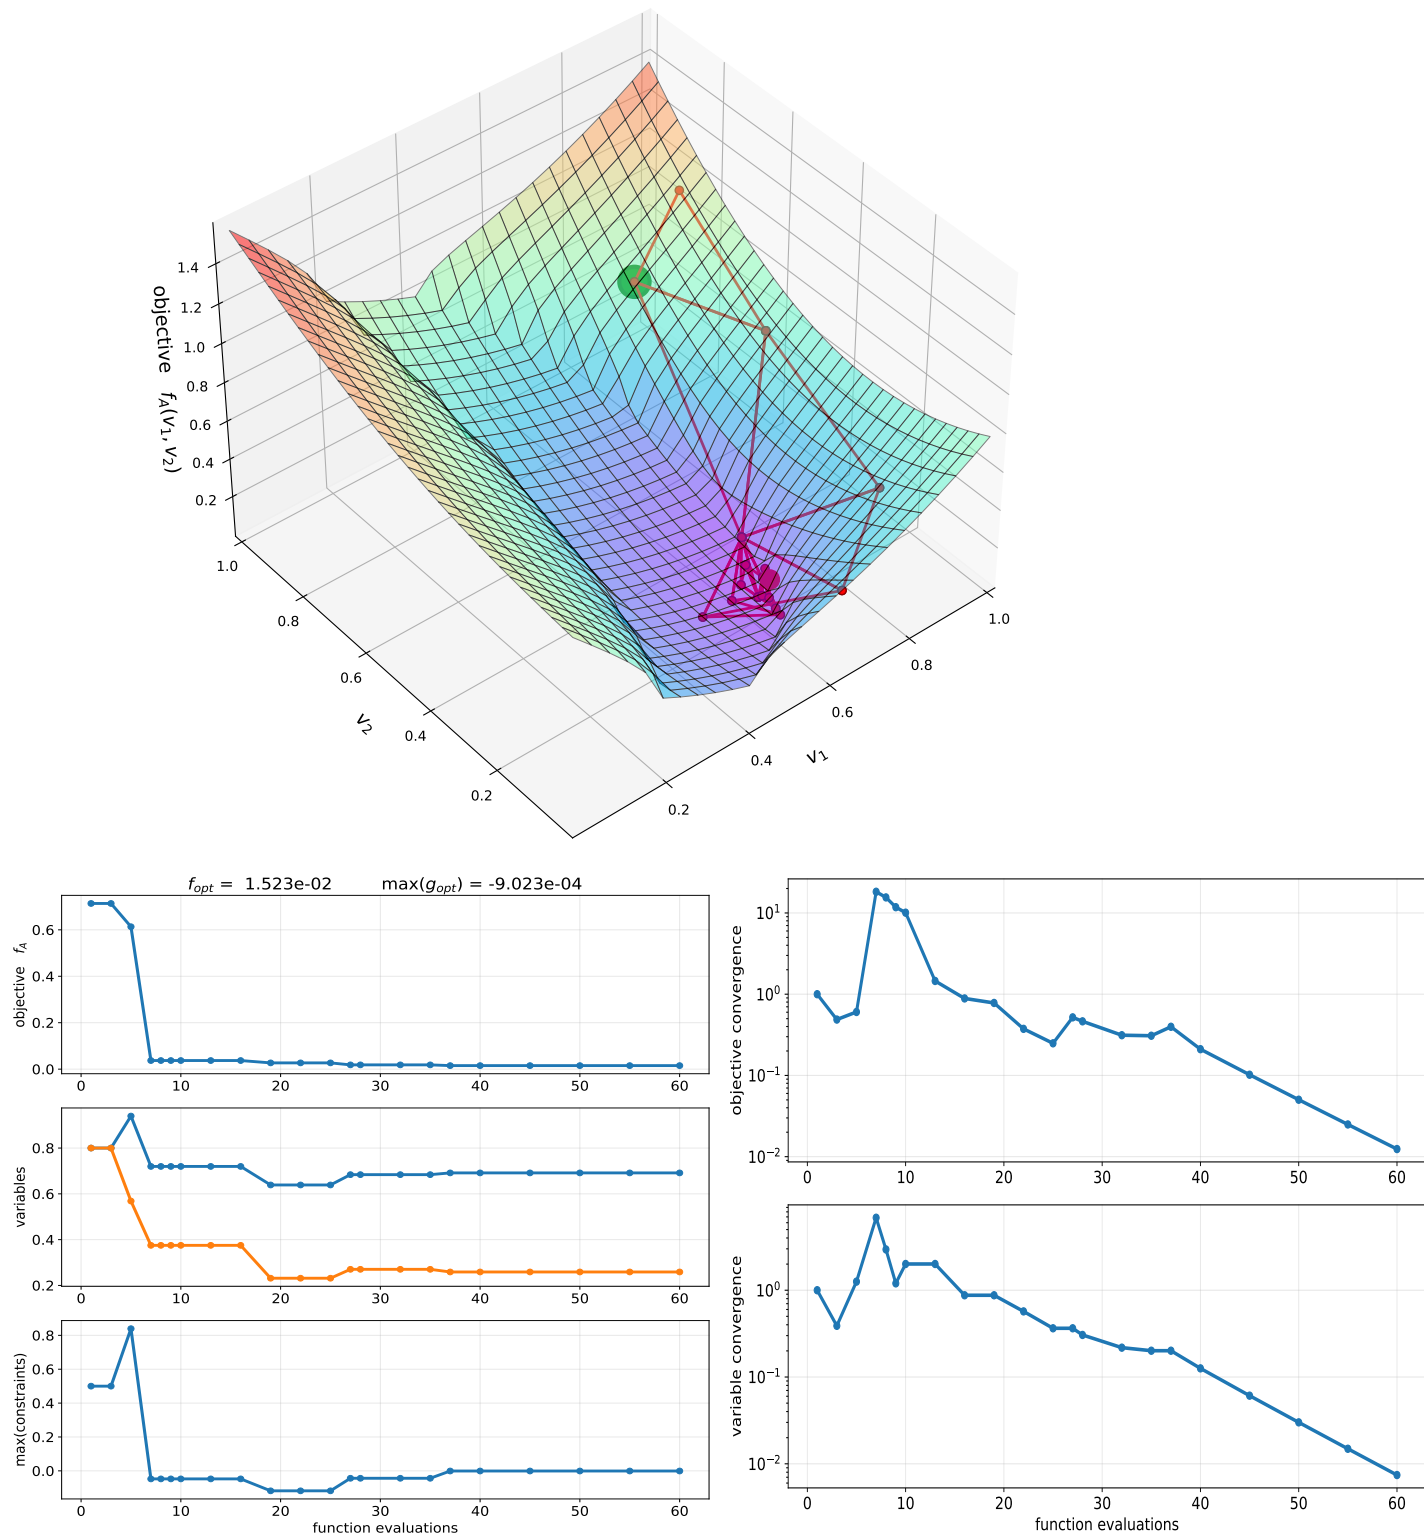 objective f_A(v_1, v_2)
1.4
1.2
1.0
0.8
0.6
0.4
0.2
1.0
0.8
0.6
0.4
0.2
v_2
0.2
0.4
0.6
0.8
1.0
v_1
f_opt = 1.523e-02 max(g_opt) = -9.023e-04
objective f_A
0.6
0.4
0.2
0.0
0 10 20 30 40 50 60
variables
0.8
0.6
0.4
0.2
0 10 20 30 40 50 60
max(constraints)
0.8
0.6
0.4
0.2
0.0
0 10 20 30 40 50 60
function evaluations
objective convergence
10^1
10^0
10^−1
10^−2
0 10 20 30 40 50 60
variable convergence
10^0
10^−1
10^−2
0 10 20 30 40 50 60
function evaluations